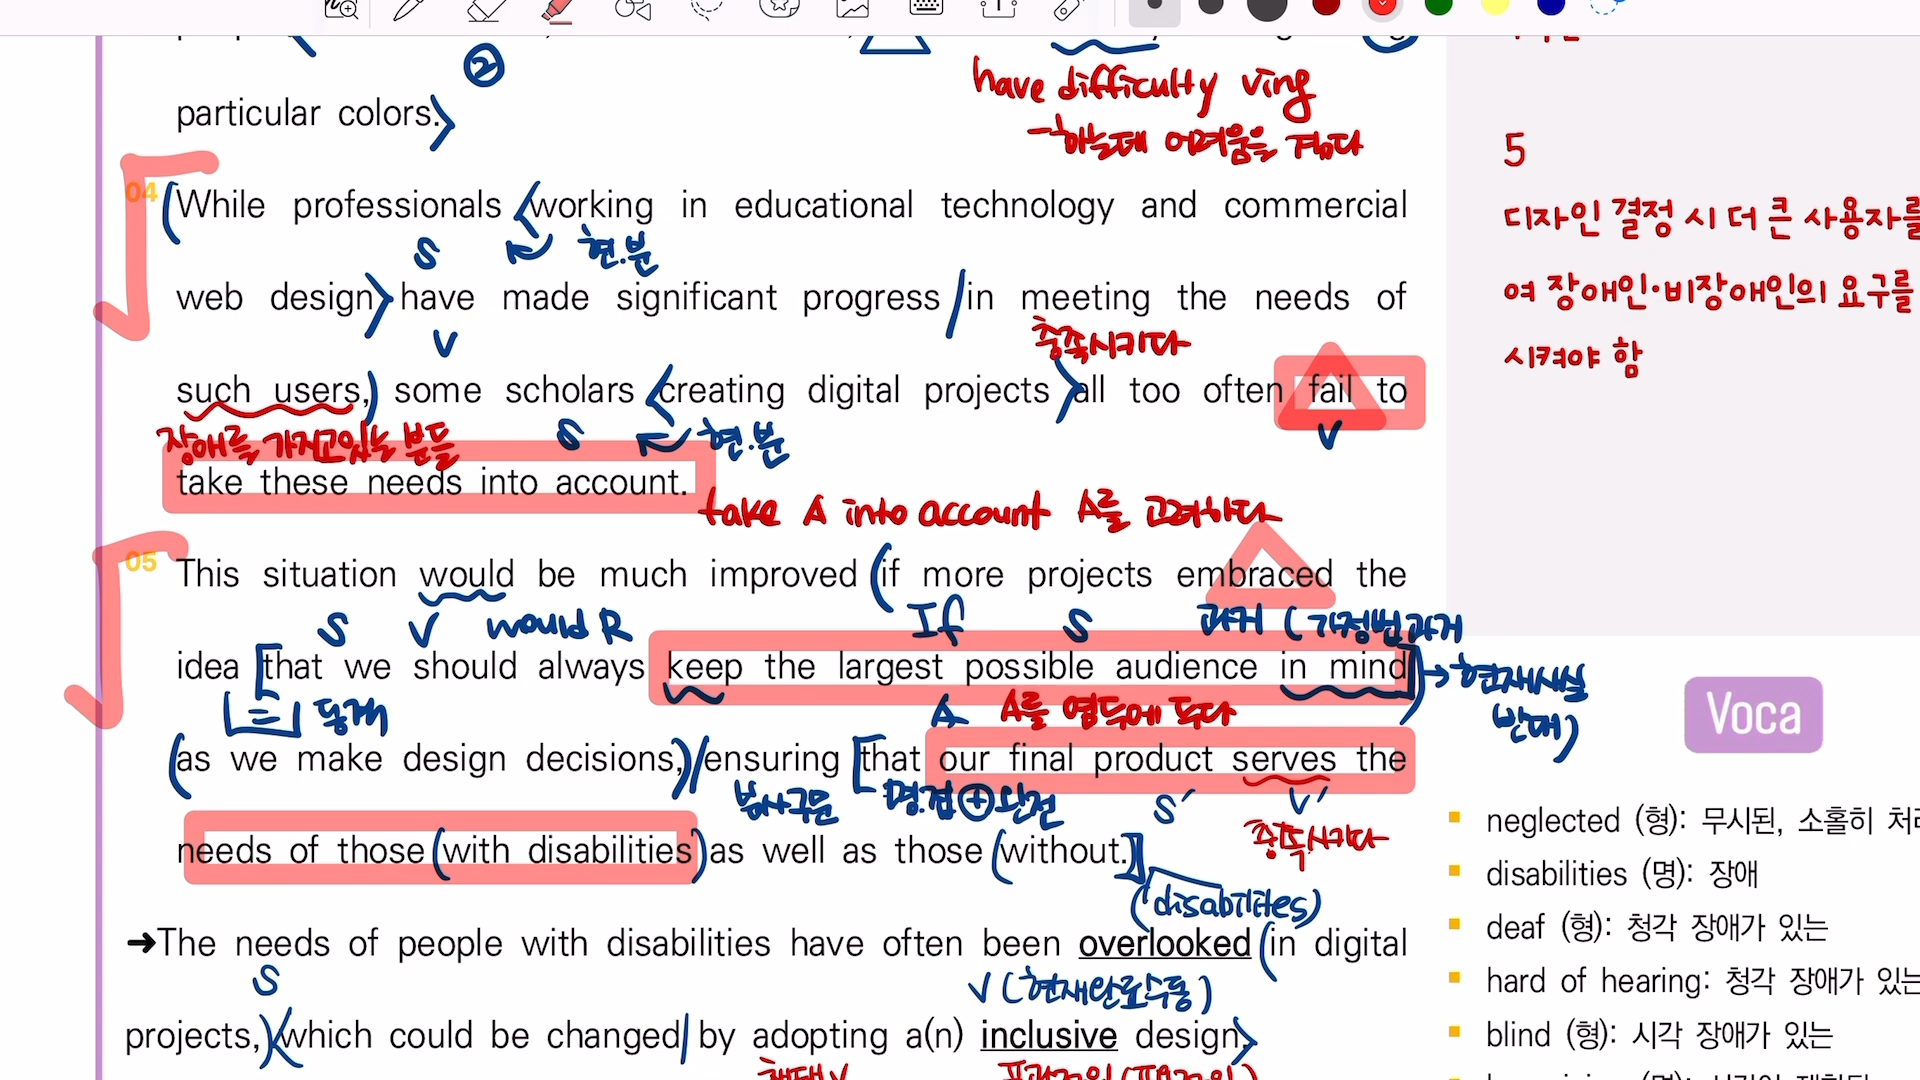 ②
particular colors.
have difficulty Ving
~하는데 어려움을 겪다
04
While professionals working in educational technology and commercial
S
현.분
web design have made significant progress in meeting the needs of
V
충족시키다
such users, some scholars creating digital projects all too often fail to
장애를 가지고있는 분들
S
현.분
V
take these needs into account.
take A into account A를 고려하다
05
This situation would be much improved if more projects embraced the
S V would R If S 과거 (가정법과거
idea that we should always keep the largest possible audience in mind
→현재사실
반대)
= 동격
A A를 염두에 두다
as we make design decisions, ensuring that our final product serves the
분사구문 명.접 + 완전 S' V'
충족시키다
needs of those with disabilities as well as those without.
(disabilities)
➜The needs of people with disabilities have often been overlooked in digital
S
V (현재완료수동)
projects, which could be changed by adopting a(n) inclusive design.
5
디자인 결정 시 더 큰 사용자를
여 장애인·비장애인의 요구를
시켜야 함
Voca
neglected (형): 무시된, 소홀히 처리
disabilities (명): 장애
deaf (형): 청각 장애가 있는
hard of hearing: 청각 장애가 있는
blind (형): 시각 장애가 있는